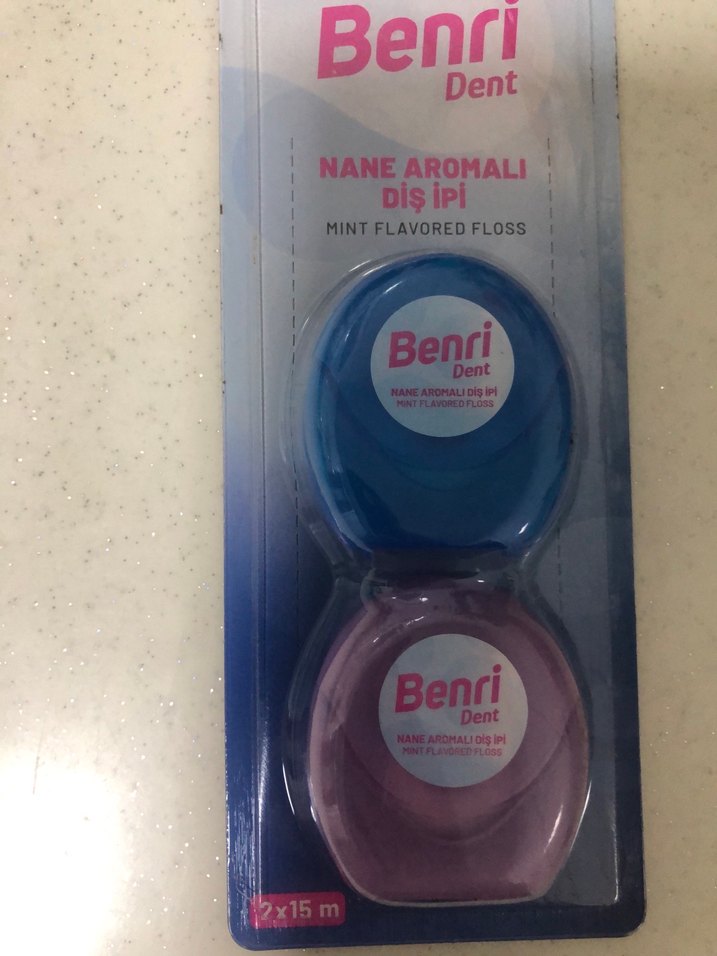 Benri
Dent
NANE AROMALI
DİŞ İPİ
MINT FLAVORED FLOSS
Benri
Dent
NANE AROMALI DİŞ İPİ
MINT FLAVORED FLOSS
Benri
Dent
NANE AROMALI DİŞ İPİ
MINT FLAVORED FLOSS
2x15 m